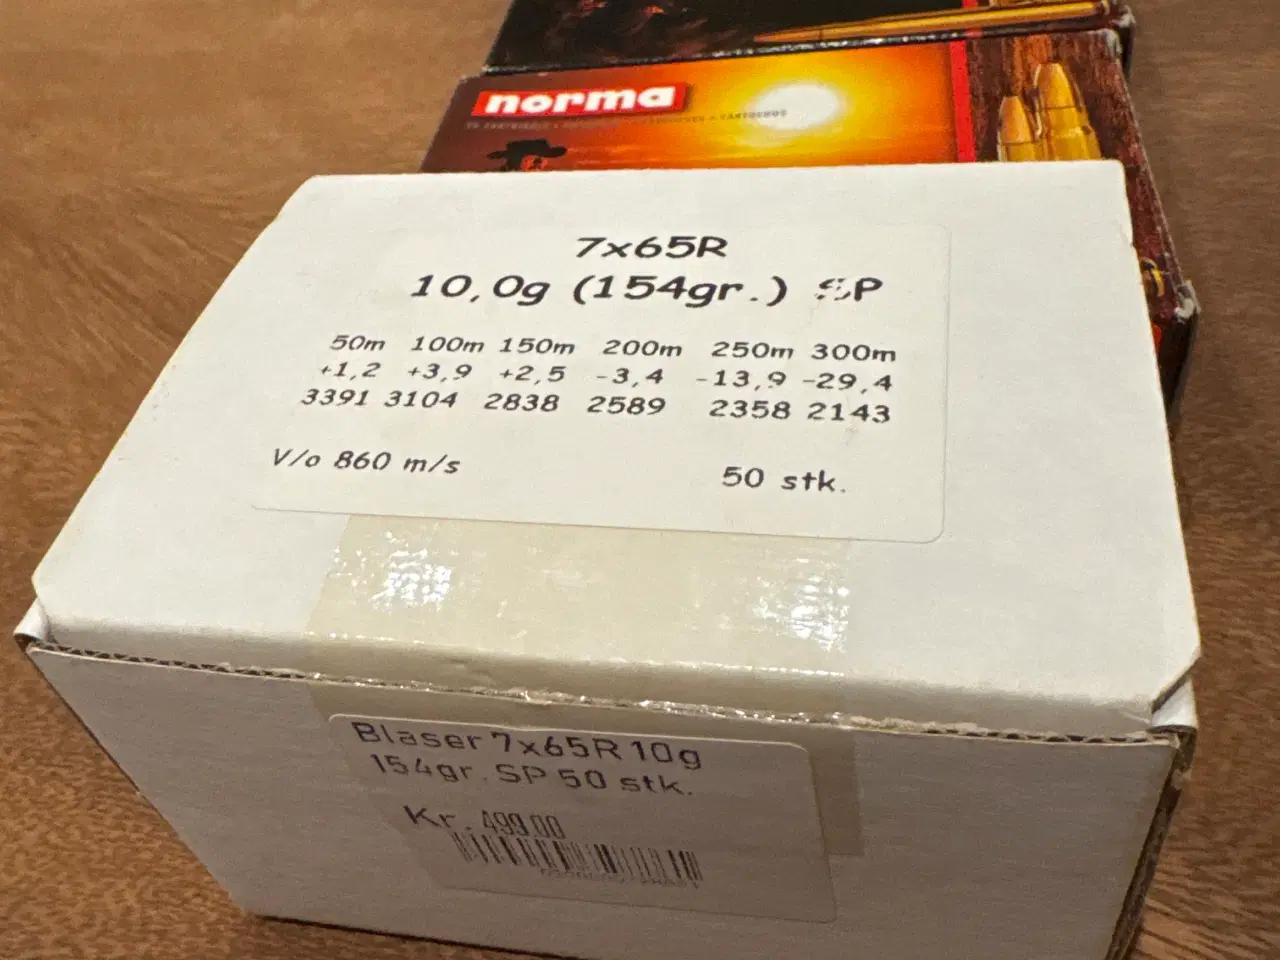 norma
7x65R
10,0g (154gr.) SP
50m 100m 150m 200m 250m 300m
+1,2 +3,9 +2,5 -3,4 -13,9 -29,4
3391 3104 2838 2589 2358 2143
V/o 860 m/s 50 stk.
Blaser 7x65R 10g
154gr. SP 50 stk.
Kr. 499.00